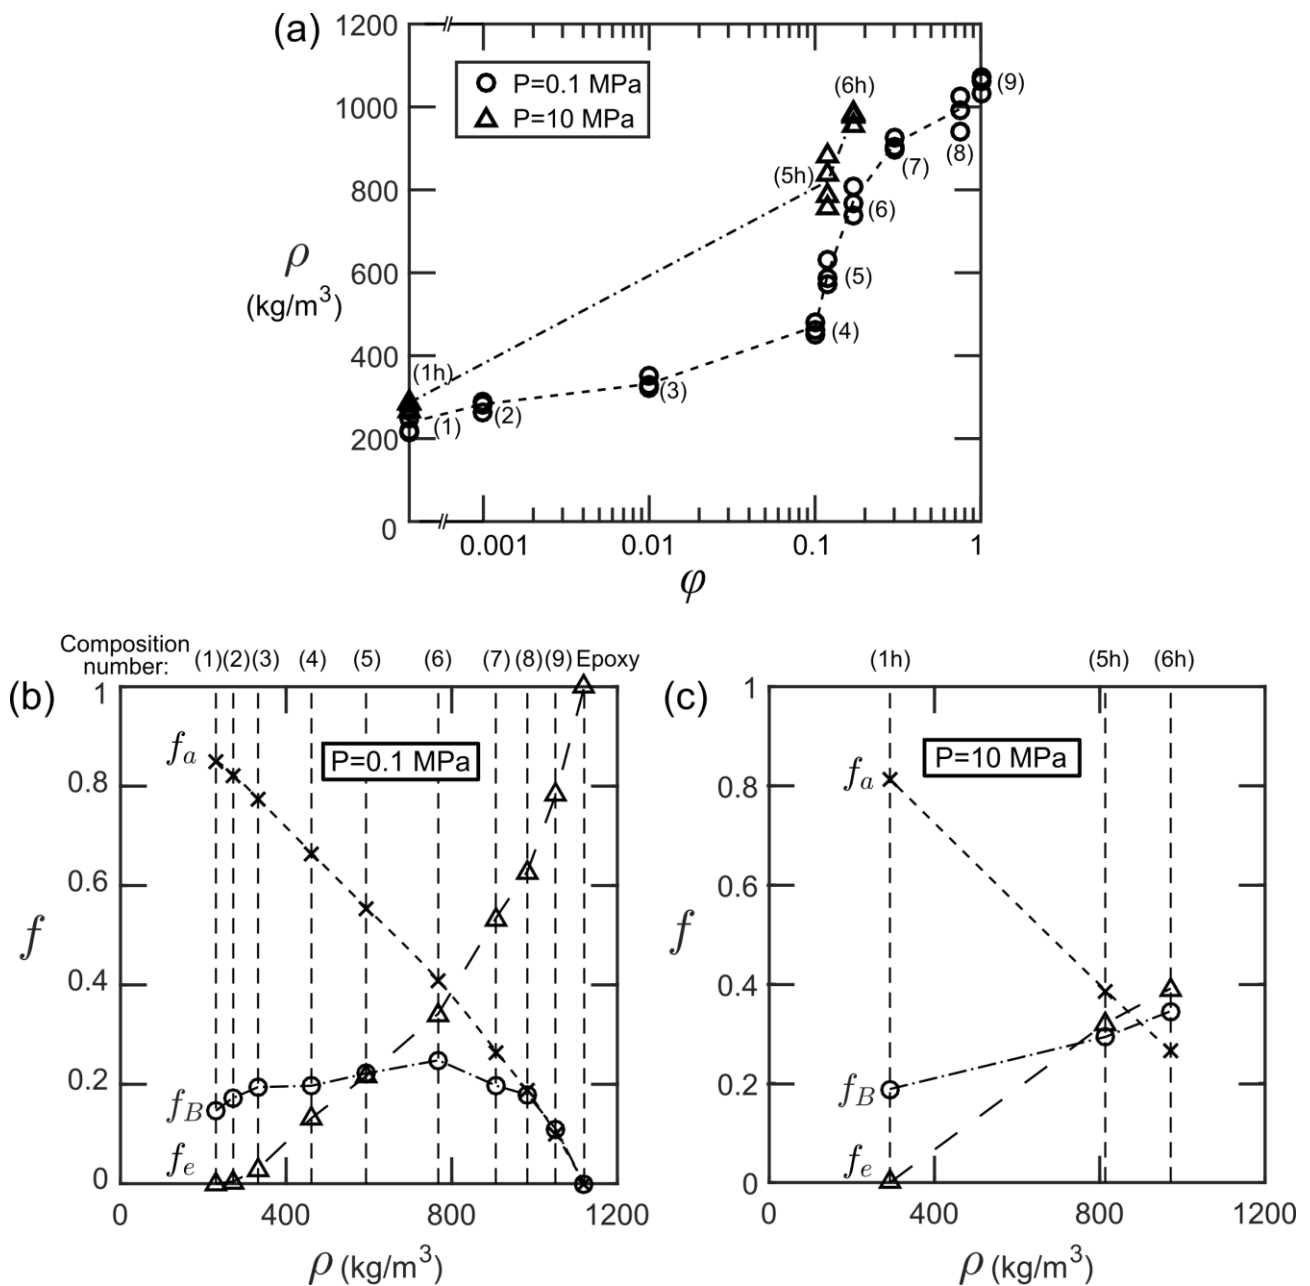 (a)
1200
1000
800
600
400
200
0
ρ
(kg/m³)
P=0.1 MPa
P=10 MPa
(1h)
(1)
(2)
(3)
(4)
(5)
(5h)
(6)
(6h)
(7)
(8)
(9)
0.001
0.01
0.1
1
φ
Composition
number:
(1)
(2)
(3)
(4)
(5)
(6)
(7)
(8)
(9)
Epoxy
(b)
1
0.8
0.6
0.4
0.2
0
f
P=0.1 MPa
fₐ
f_B
fₑ
0
400
800
1200
ρ (kg/m³)
(1h)
(5h)
(6h)
(c)
1
0.8
0.6
0.4
0.2
0
f
P=10 MPa
fₐ
f_B
fₑ
0
400
800
1200
ρ (kg/m³)